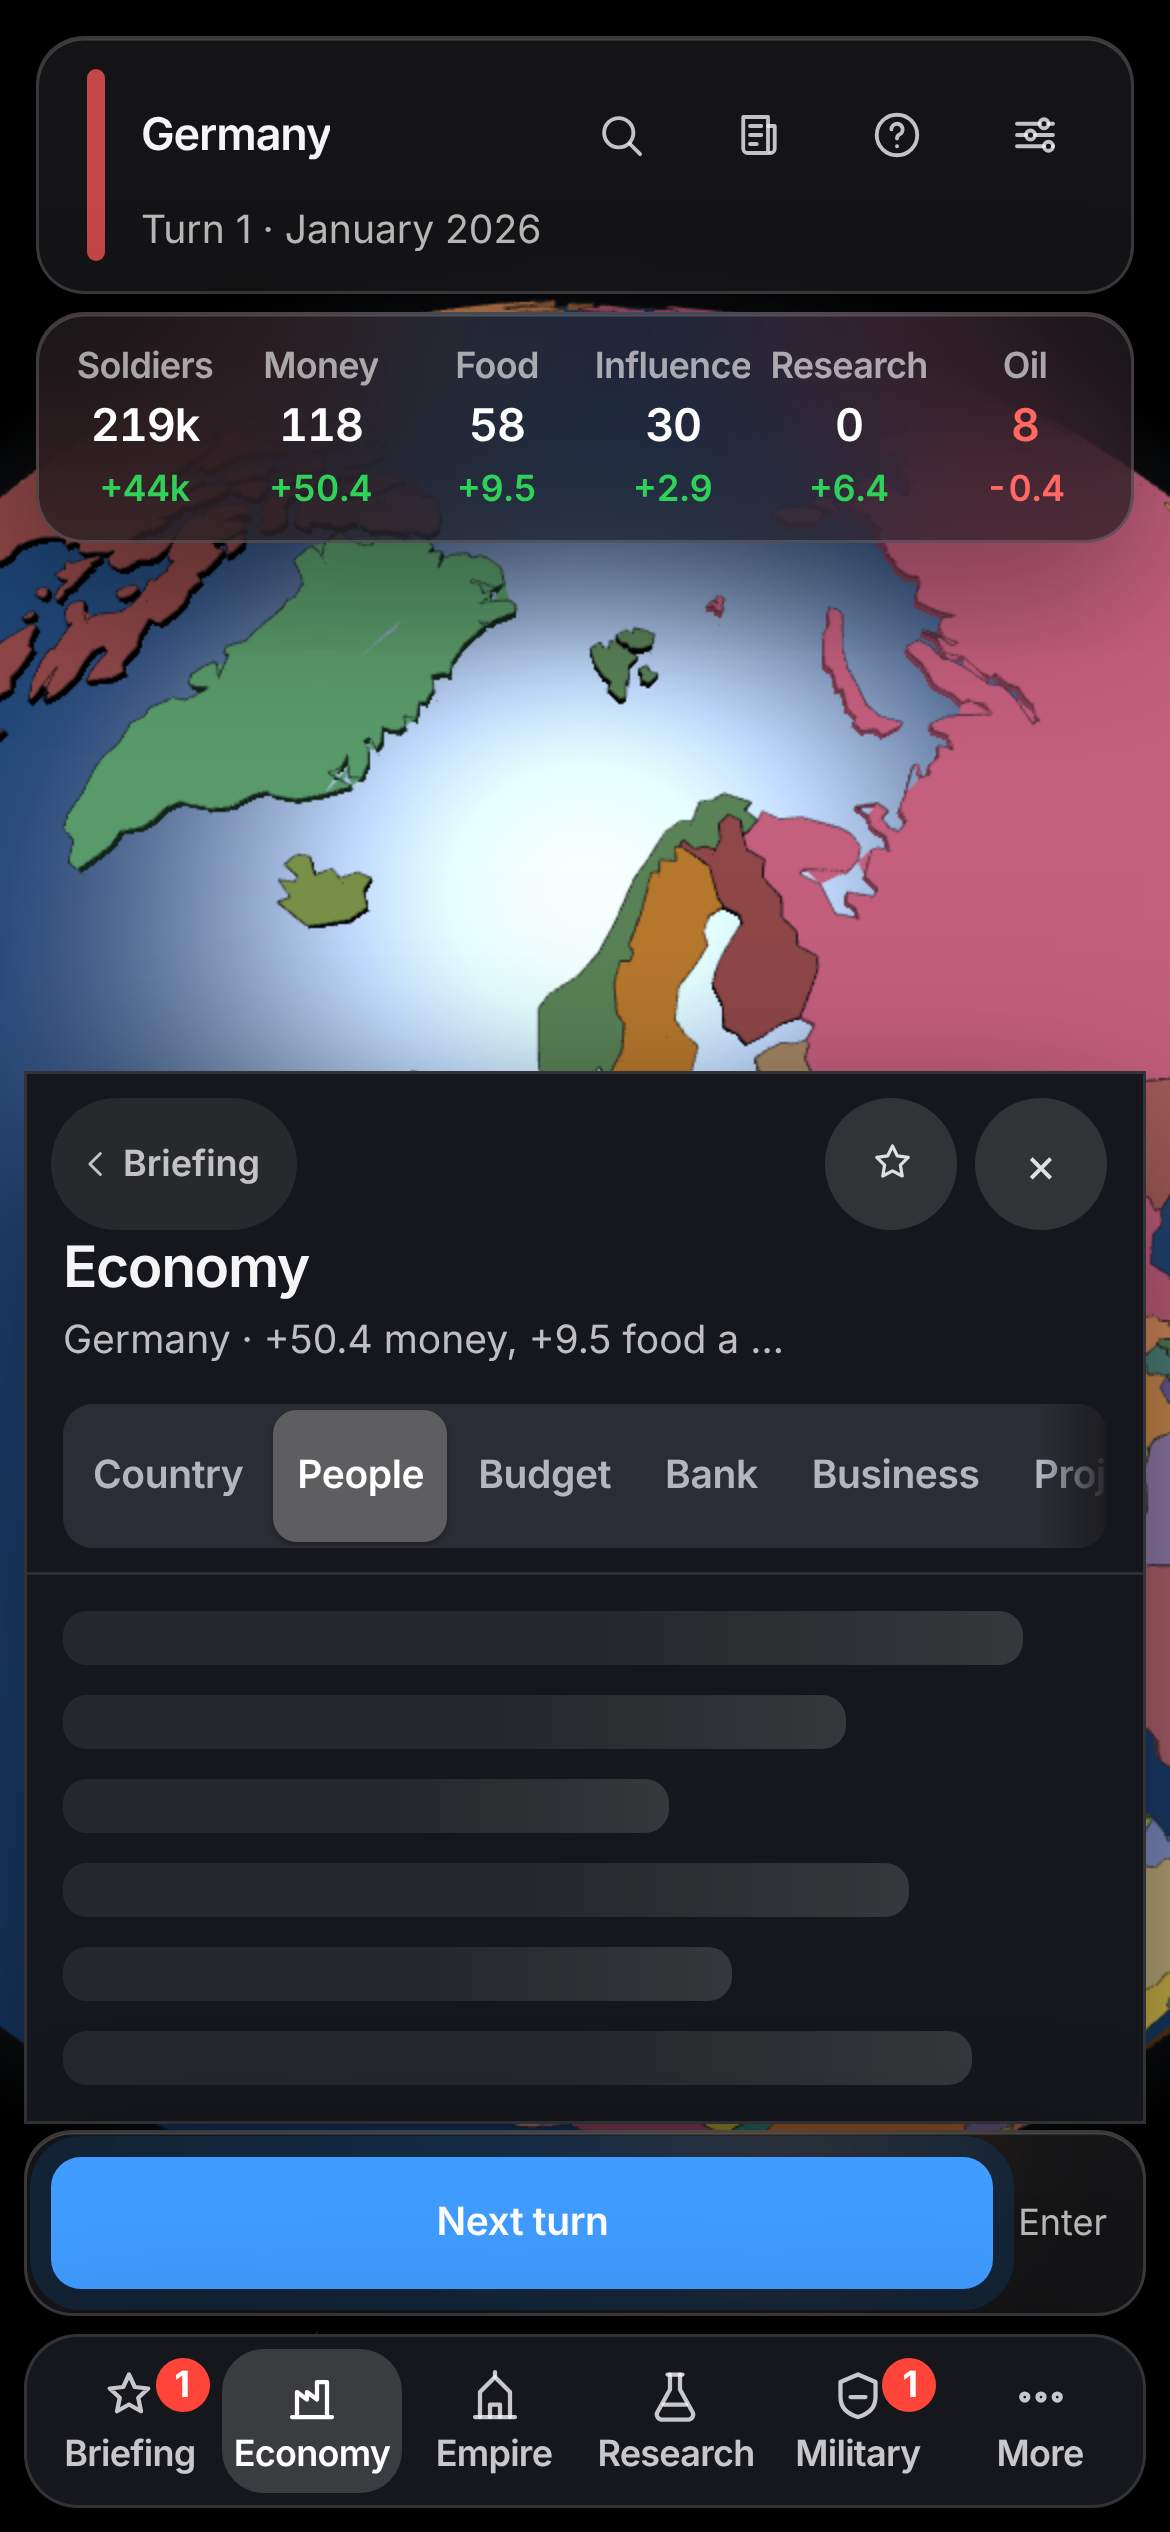 Germany
Turn 1 · January 2026
Soldiers Money Food Influence Research Oil
219k 118 58 30 0 8
+44k +50.4 +9.5 +2.9 +6.4 -0.4
Briefing
Economy
Germany · +50.4 money, +9.5 food a ...
Country People Budget Bank Business Proj
Next turn Enter
1 1
Briefing Economy Empire Research Military More